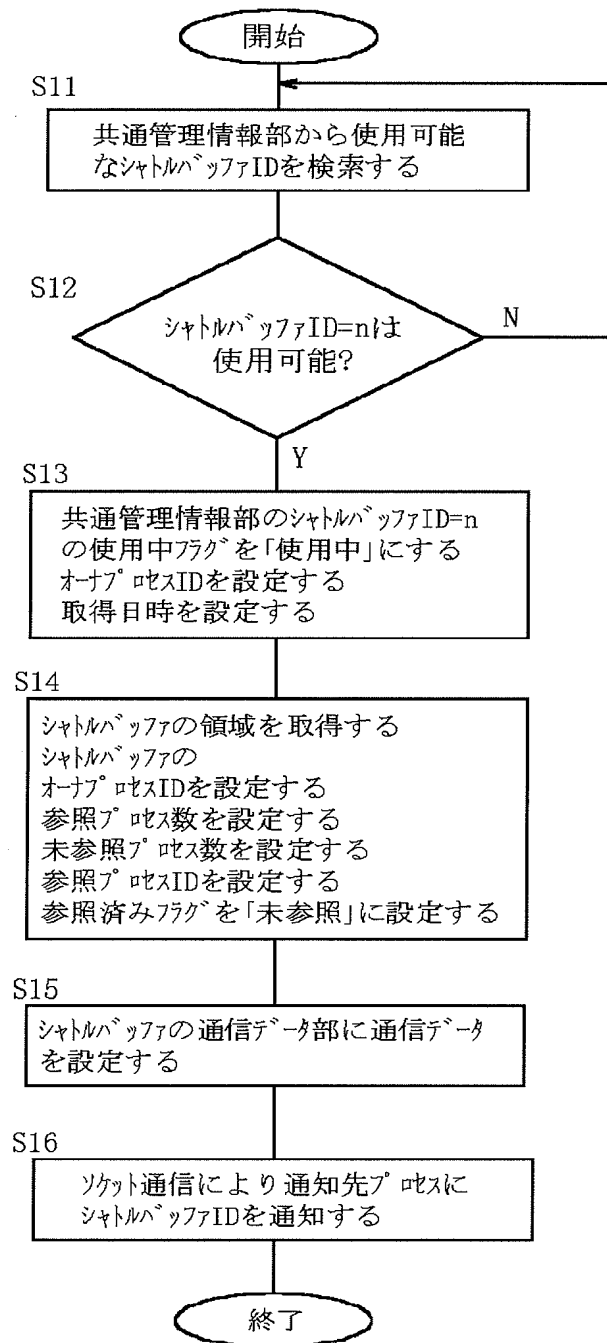 開始
S11
共通管理情報部から使用可能
なシャトルバッファIDを検索する
S12
シャトルバッファID=nは
使用可能?
N
Y
S13
共通管理情報部のシャトルバッファID=n
の使用中フラグを「使用中」にする
オーナプロセスIDを設定する
取得日時を設定する
S14
シャトルバッファの領域を取得する
シャトルバッファの
オーナプロセスIDを設定する
参照プロセス数を設定する
未参照プロセス数を設定する
参照プロセスIDを設定する
参照済みフラグを「未参照」に設定する
S15
シャトルバッファの通信データ部に通信データ
を設定する
S16
ソケット通信により通知先プロセスに
シャトルバッファIDを通知する
終了